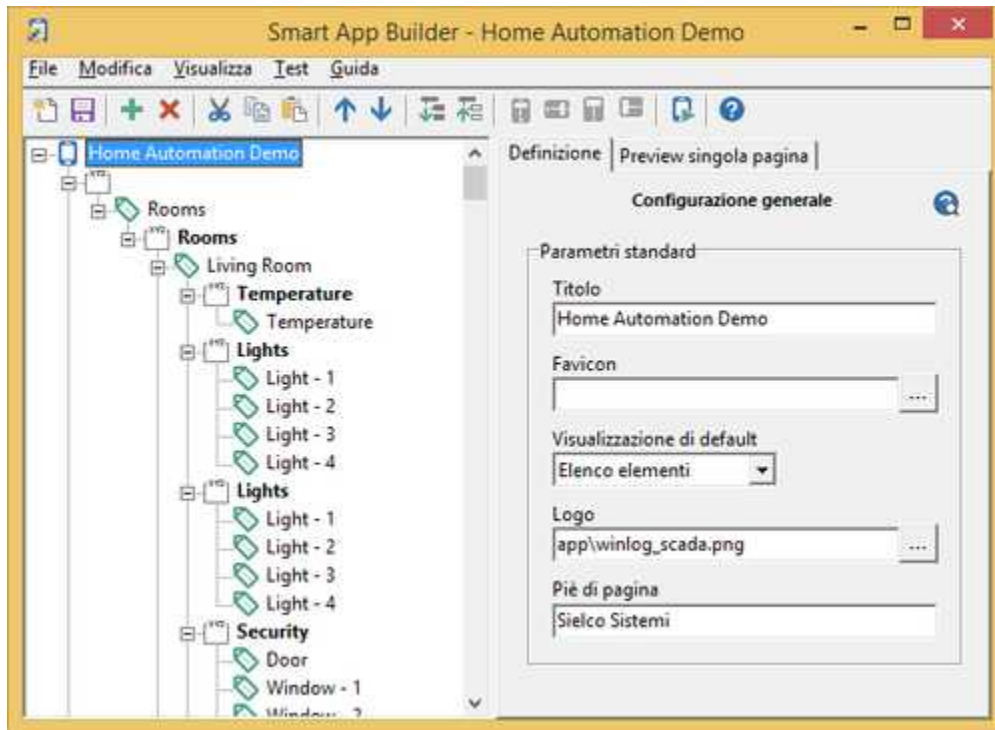 Smart App Builder - Home Automation Demo
File Modifica Visualizza Test Guida
Home Automation Demo
Rooms
Rooms
Living Room
Temperature
Temperature
Lights
Light - 1
Light - 2
Light - 3
Light - 4
Lights
Light - 1
Light - 2
Light - 3
Light - 4
Security
Door
Window - 1
Window - 2
Definizione Preview singola pagina
Configurazione generale
Parametri standard
Titolo
Home Automation Demo
Favicon
...
Visualizzazione di default
Elenco elementi
Logo
app\winlog_scada.png
...
Piè di pagina
Sielco Sistemi